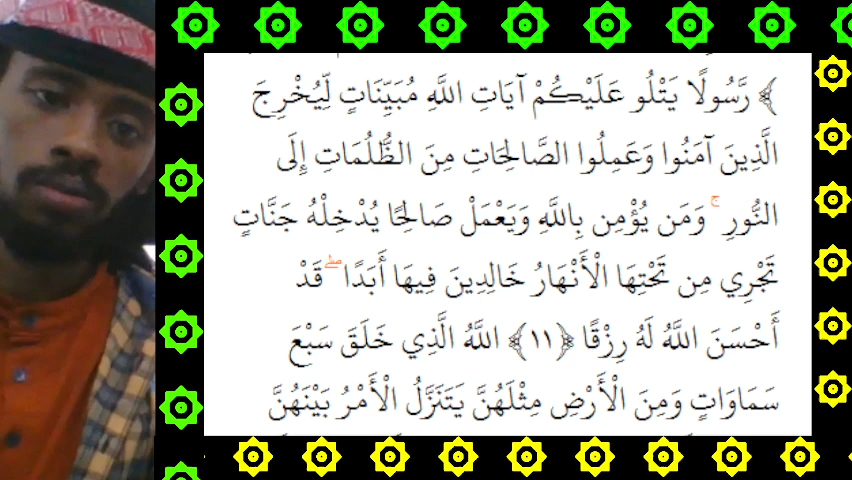 ﴾ رَّسُولًا يَتْلُو عَلَيْكُمْ آيَاتِ اللَّهِ مُبَيِّنَاتٍ لِّيُخْرِجَ
الَّذِينَ آمَنُوا وَعَمِلُوا الصَّالِحَاتِ مِنَ الظُّلُمَاتِ إِلَى
النُّورِ ۚ وَمَن يُؤْمِن بِاللَّهِ وَيَعْمَلْ صَالِحًا يُدْخِلْهُ جَنَّاتٍ
تَجْرِي مِن تَحْتِهَا الْأَنْهَارُ خَالِدِينَ فِيهَا أَبَدًا ۖ قَدْ
أَحْسَنَ اللَّهُ لَهُ رِزْقًا ﴿١١﴾ اللَّهُ الَّذِي خَلَقَ سَبْعَ
سَمَاوَاتٍ وَمِنَ الْأَرْضِ مِثْلَهُنَّ يَتَنَزَّلُ الْأَمْرُ بَيْنَهُنَّ